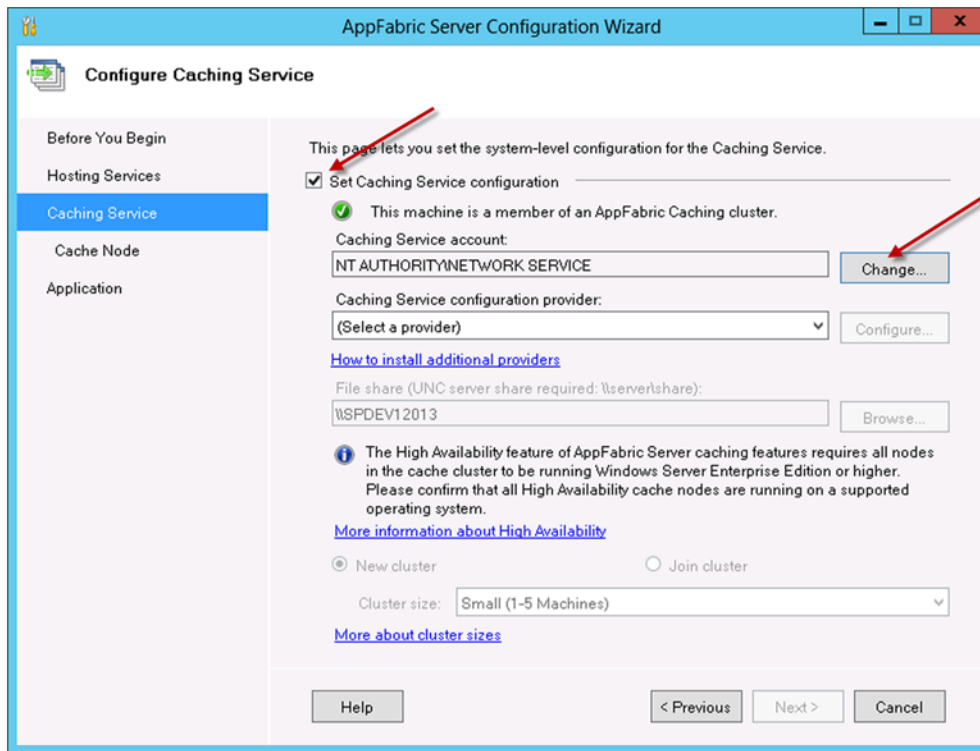 AppFabric Server Configuration Wizard
Configure Caching Service
Before You Begin
Hosting Services
Caching Service
Cache Node
Application
This page lets you set the system-level configuration for the Caching Service.
Set Caching Service configuration
This machine is a member of an AppFabric Caching cluster.
Caching Service account:
NT AUTHORITY\NETWORK SERVICE
Change...
Caching Service configuration provider:
(Select a provider)
Configure...
How to install additional providers
File share (UNC server share required: \\server\share):
\\SPDEV12013
Browse...
The High Availability feature of AppFabric Server caching features requires all nodes
in the cache cluster to be running Windows Server Enterprise Edition or higher.
Please confirm that all High Availability cache nodes are running on a supported
operating system.
More information about High Availability
New cluster
Join cluster
Cluster size:
Small (1-5 Machines)
More about cluster sizes
Help
< Previous
Next >
Cancel